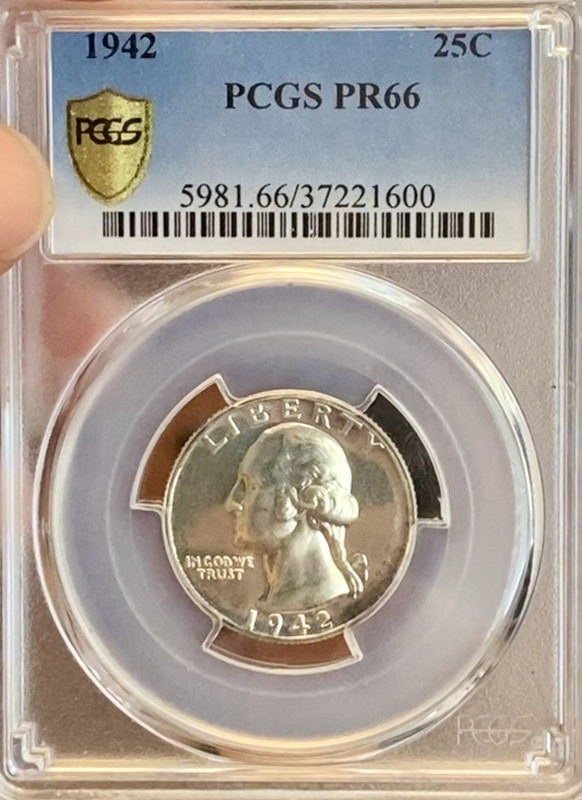 1942 25C
PCGS PR66
PCGS
5981.66/37221600
LIBERTY
IN GOD WE
TRUST
1942
PCGS